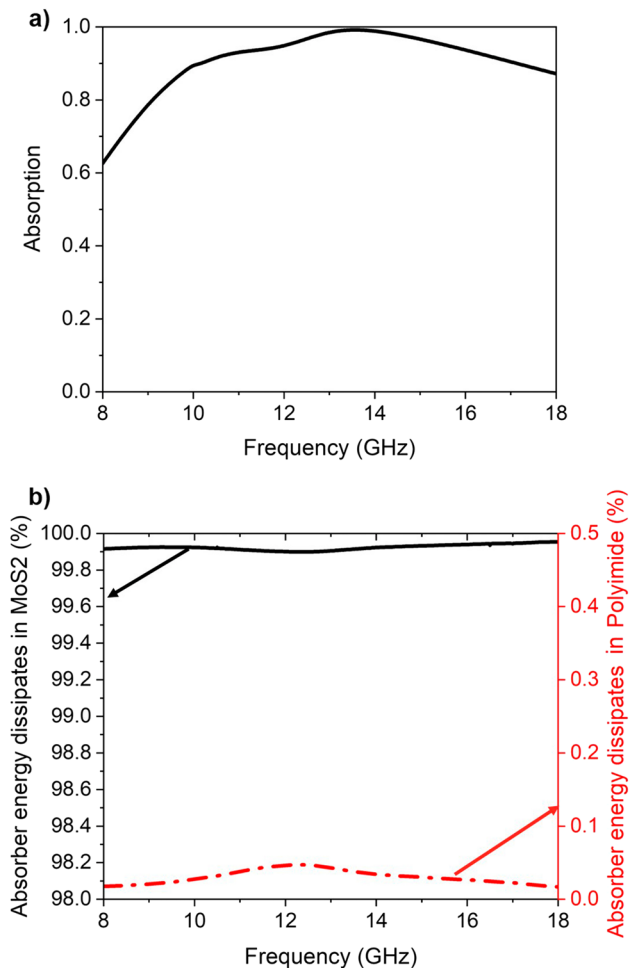 a)
1.0
0.8
0.6
0.4
0.2
0.0
Absorption
8 10 12 14 16 18
Frequency (GHz)
b)
100.0
99.8
99.6
99.4
99.2
99.0
98.8
98.6
98.4
98.2
98.0
Absorber energy dissipates in MoS2 (%)
0.5
0.4
0.3
0.2
0.1
0.0
Absorber energy dissipates in Polyimide (%)
8 10 12 14 16 18
Frequency (GHz)